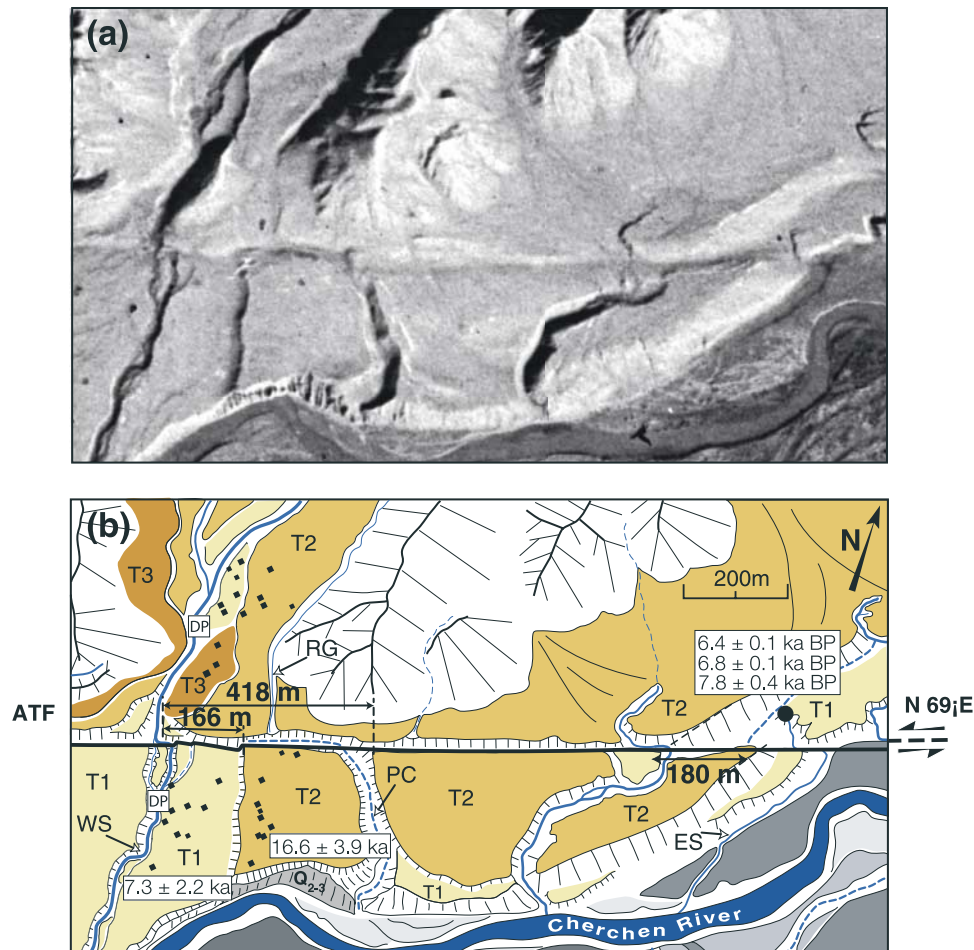 (a)
(b)
T3
T2
N
DP
200m
RG
6.4 ± 0.1 ka BP
6.8 ± 0.1 ka BP
7.8 ± 0.4 ka BP
T3
418 m
T2
T1
N 69¡E
ATF
166 m
180 m
T1
DP
T2
PC
T2
T2
WS
T1
16.6 ± 3.9 ka
ES
7.3 ± 2.2 ka
Q2-3
T1
Cherchen River